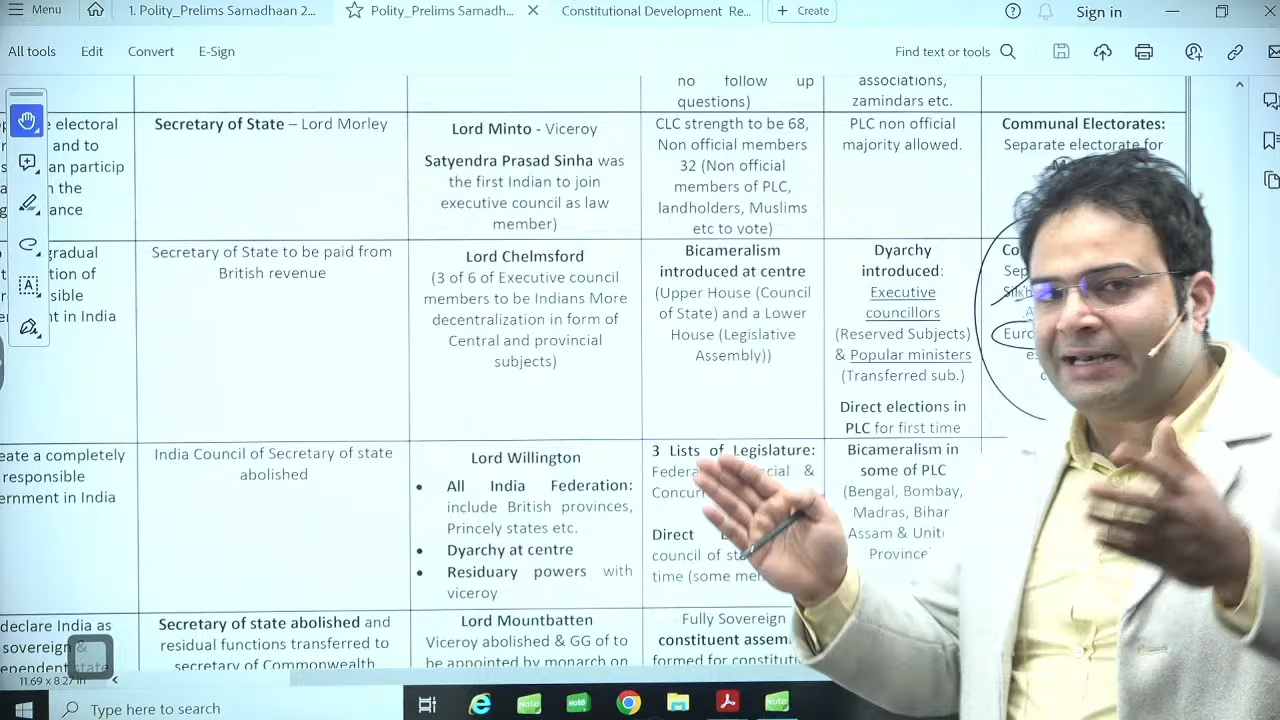 Menu
1. Polity_Prelims Samadhaan 2...
Polity_Prelims Samadh...
Constitutional Development Re...
Create
Sign in
All tools
Edit
Convert
E-Sign
Find text or tools
no follow up
questions)
associations,
zamindars etc.
electoral
and to
particip
the
Secretary of State – Lord Morley
Lord Minto - Viceroy
Satyendra Prasad Sinha was
the first Indian to join
executive council as law
member)
CLC strength to be 68,
Non official members
32 (Non official
members of PLC,
landholders, Muslims
etc to vote)
PLC non official
majority allowed.
Communal Electorates:
Separate electorate for
gradual
of
in India
Secretary of State to be paid from
British revenue
Lord Chelmsford
(3 of 6 of Executive council
members to be Indians More
decentralization in form of
Central and provincial
subjects)
Bicameralism
introduced at centre
(Upper House (Council
of State) and a Lower
House (Legislative
Assembly))
Dyarchy
introduced:
Executive
councillors
(Reserved Subjects)
& Popular ministers
(Transferred sub.)
Direct elections in
PLC for first time
a completely
responsible
in India
India Council of Secretary of state
abolished
Lord Willington
• All India Federation:
include British provinces,
Princely states etc.
• Dyarchy at centre
• Residuary powers with
viceroy
3 Lists of Legislature:
&
Direct
council of
time (some
Bicameralism in
some of PLC
(Bengal, Bombay,
Madras, Bihar
Assam &
declare India as
sovereign &
state
Secretary of state abolished and
residual functions transferred to
secretary of Commonwealth
Lord Mountbatten
Viceroy abolished & GG of to
be appointed by monarch on
Fully Sovereign
constituent
formed for
11.69 x 8.27 in
Type here to search